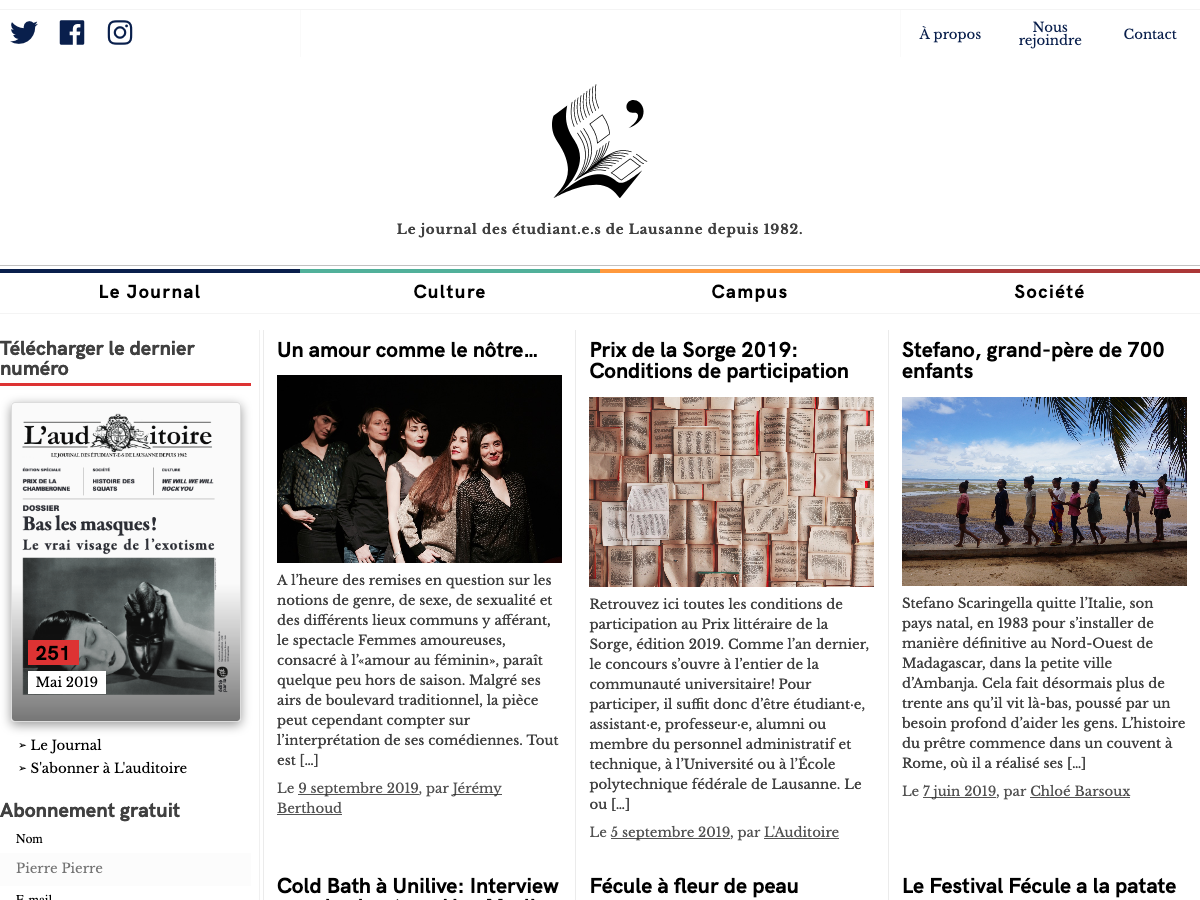 À propos
Nous
rejoindre
Contact
Le journal des étudiant.e.s de Lausanne depuis 1982.
Le Journal
Culture
Campus
Société
Télécharger le dernier
numéro
L'aud itoire
LE JOURNAL DES ÉTUDIANT-E-S DE LAUSANNE DEPUIS 1982
ÉDITION SPÉCIALE
PRIX DE LA
CHAMBERONNE
SOCIÉTÉ
HISTOIRE DES
SQUATS
CULTURE
WE WILL WE WILL
ROCK YOU
DOSSIER
Bas les masques!
Le vrai visage de l'exotisme
251
Mai 2019
➢ Le Journal
➢ S'abonner à L'auditoire
Abonnement gratuit
Nom
Pierre Pierre
E-mail
Un amour comme le nôtre…
A l’heure des remises en question sur les
notions de genre, de sexe, de sexualité et
des différents lieux communs y afférant,
le spectacle Femmes amoureuses,
consacré à l’«amour au féminin», paraît
quelque peu hors de saison. Malgré ses
airs de boulevard traditionnel, la pièce
peut cependant compter sur
l’interprétation de ses comédiennes. Tout
est […]
Le 9 septembre 2019, par Jérémy
Berthoud
Prix de la Sorge 2019:
Conditions de participation
Retrouvez ici toutes les conditions de
participation au Prix littéraire de la
Sorge, édition 2019. Comme l’an dernier,
le concours s’ouvre à l’entier de la
communauté universitaire! Pour
participer, il suffit donc d’être étudiant·e,
assistant·e, professeur·e, alumni ou
membre du personnel administratif et
technique, à l’Université ou à l’École
polytechnique fédérale de Lausanne. Le
ou […]
Le 5 septembre 2019, par L'Auditoire
Stefano, grand-père de 700
enfants
Stefano Scaringella quitte l’Italie, son
pays natal, en 1983 pour s’installer de
manière définitive au Nord-Ouest de
Madagascar, dans la petite ville
d’Ambanja. Cela fait désormais plus de
trente ans qu’il vit là-bas, poussé par un
besoin profond d’aider les gens. L’histoire
du prêtre commence dans un couvent à
Rome, où il a réalisé ses […]
Le 7 juin 2019, par Chloé Barsoux
Cold Bath à Unilive: Interview
Fécule à fleur de peau
Le Festival Fécule a la patate